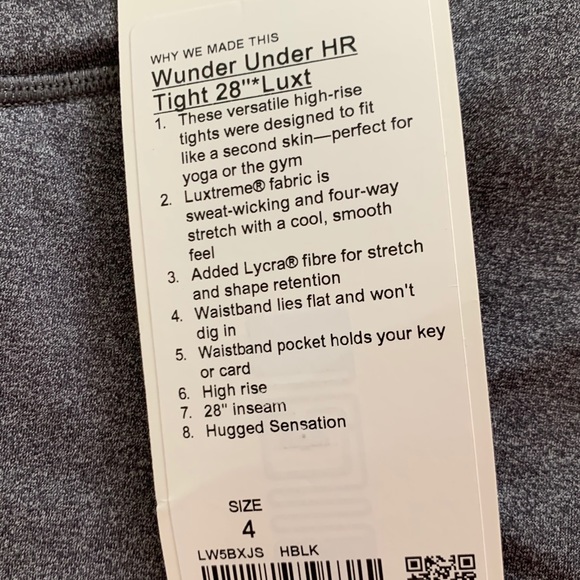 WHY WE MADE THIS
Wunder Under HR
Tight 28"*Luxt
1. These versatile high-rise
tights were designed to fit
like a second skin—perfect for
yoga or the gym
2. Luxtreme® fabric is
sweat-wicking and four-way
stretch with a cool, smooth
feel
3. Added Lycra® fibre for stretch
and shape retention
4. Waistband lies flat and won't
dig in
5. Waistband pocket holds your key
or card
6. High rise
7. 28" inseam
8. Hugged Sensation
SIZE
4
LW5BXJS HBLK